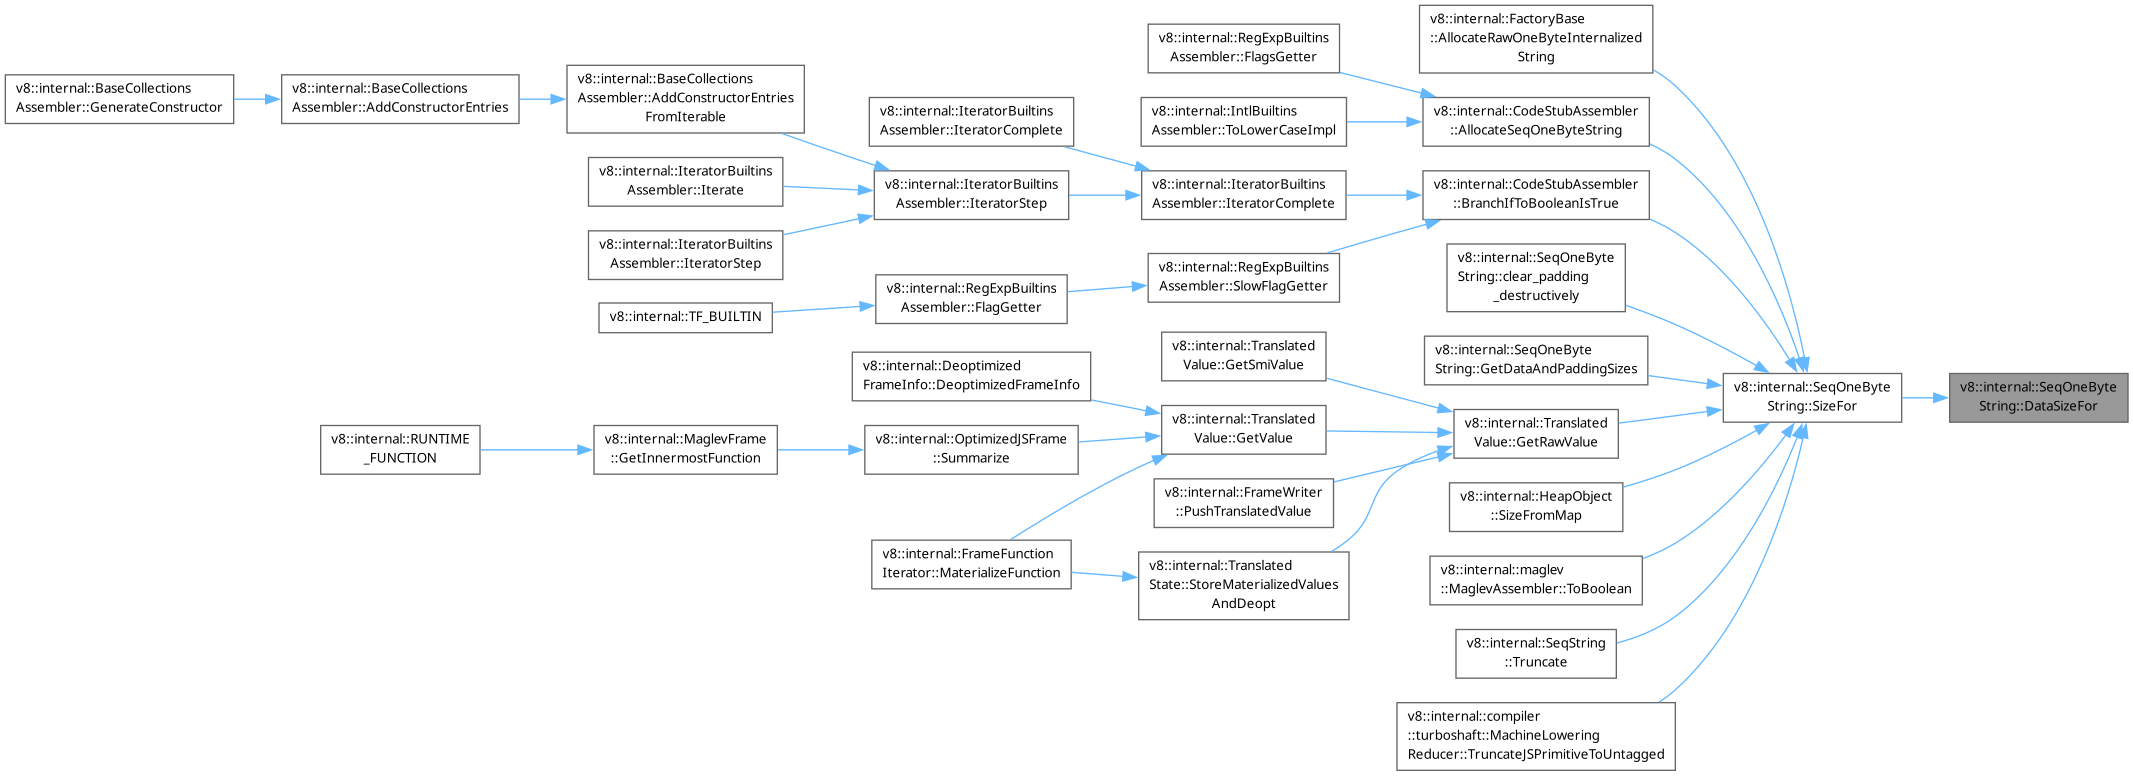 v8::internal::BaseCollections
Assembler::GenerateConstructor
v8::internal::BaseCollections
Assembler::AddConstructorEntries
v8::internal::BaseCollections
Assembler::AddConstructorEntries
FromIterable
v8::internal::IteratorBuiltins
Assembler::Iterate
v8::internal::IteratorBuiltins
Assembler::IteratorStep
v8::internal::TF_BUILTIN
v8::internal::RUNTIME
_FUNCTION
v8::internal::MaglevFrame
::GetInnermostFunction
v8::internal::IteratorBuiltins
Assembler::IteratorComplete
v8::internal::IteratorBuiltins
Assembler::IteratorStep
v8::internal::RegExpBuiltins
Assembler::FlagGetter
v8::internal::Deoptimized
FrameInfo::DeoptimizedFrameInfo
v8::internal::OptimizedJSFrame
::Summarize
v8::internal::FrameFunction
Iterator::MaterializeFunction
v8::internal::RegExpBuiltins
Assembler::FlagsGetter
v8::internal::IntlBuiltins
Assembler::ToLowerCaseImpl
v8::internal::IteratorBuiltins
Assembler::IteratorComplete
v8::internal::RegExpBuiltins
Assembler::SlowFlagGetter
v8::internal::Translated
Value::GetSmiValue
v8::internal::Translated
Value::GetValue
v8::internal::FrameWriter
::PushTranslatedValue
v8::internal::Translated
State::StoreMaterializedValues
AndDeopt
v8::internal::FactoryBase
::AllocateRawOneByteInternalized
String
v8::internal::CodeStubAssembler
::AllocateSeqOneByteString
v8::internal::CodeStubAssembler
::BranchIfToBooleanIsTrue
v8::internal::SeqOneByte
String::clear_padding
_destructively
v8::internal::SeqOneByte
String::GetDataAndPaddingSizes
v8::internal::Translated
Value::GetRawValue
v8::internal::HeapObject
::SizeFromMap
v8::internal::maglev
::MaglevAssembler::ToBoolean
v8::internal::SeqString
::Truncate
v8::internal::compiler
::turboshaft::MachineLowering
Reducer::TruncateJSPrimitiveToUntagged
v8::internal::SeqOneByte
String::SizeFor
v8::internal::SeqOneByte
String::DataSizeFor